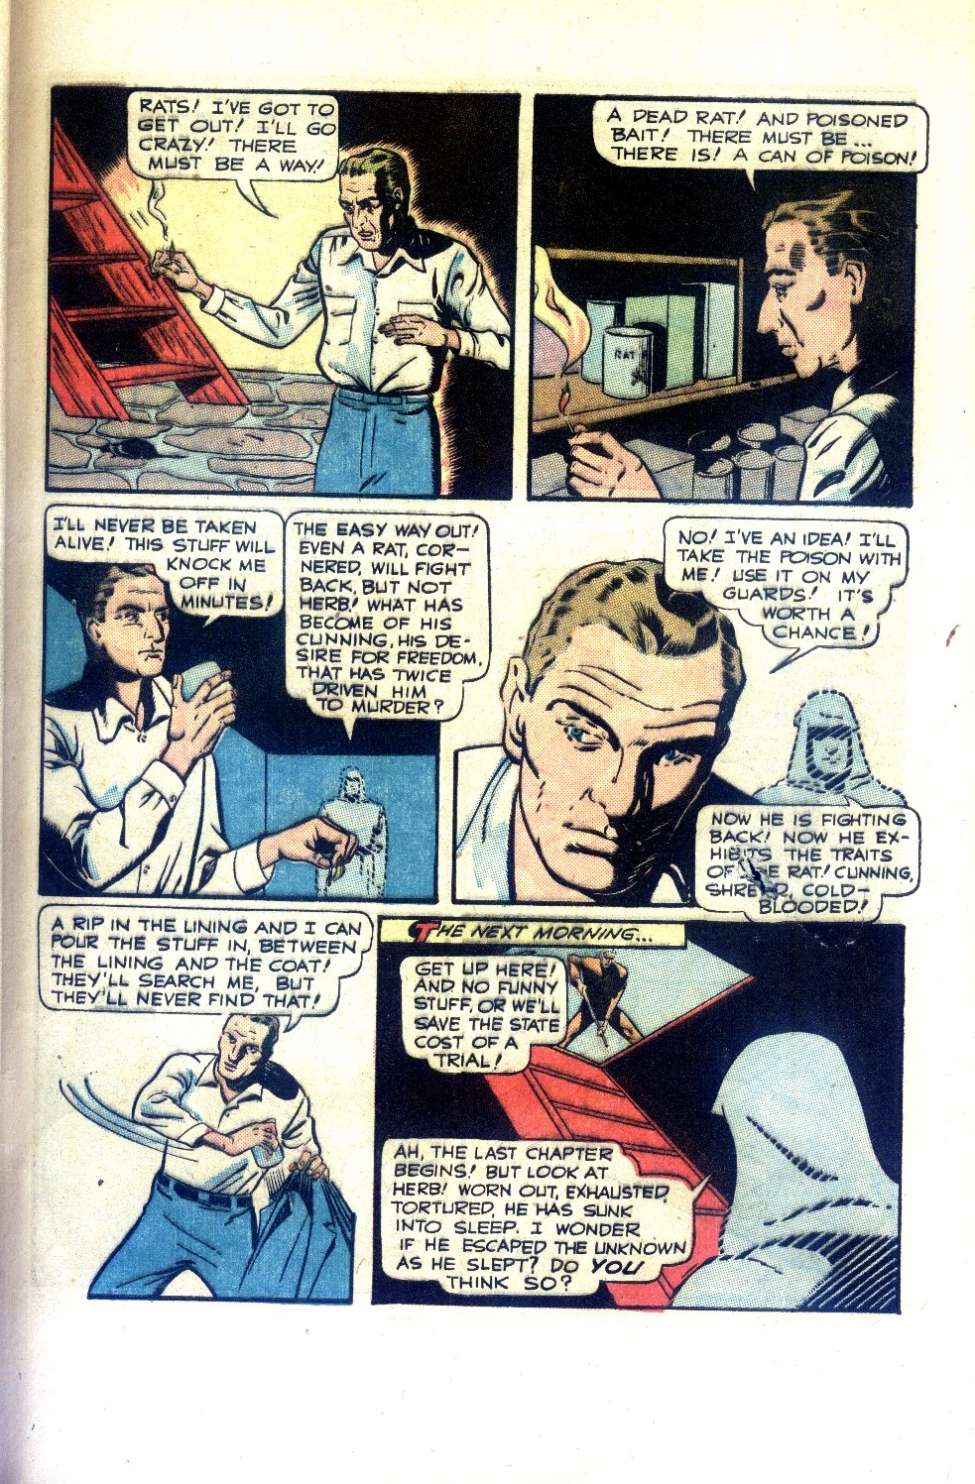 RATS! I'VE GOT TO
GET OUT! I'LL GO
CRAZY! THERE
MUST BE A WAY!
A DEAD RAT! AND POISONED
BAIT! THERE MUST BE...
THERE IS! A CAN OF POISON!
RAT
I'LL NEVER BE TAKEN
ALIVE! THIS STUFF WILL
KNOCK ME
OFF IN
MINUTES!
THE EASY WAY OUT!
EVEN A RAT, COR-
NERED, WILL FIGHT
BACK, BUT NOT
HERB! WHAT HAS
BECOME OF HIS
CUNNING, HIS DE-
SIRE FOR FREEDOM,
THAT HAS TWICE
DRIVEN HIM
TO MURDER?
NO! I'VE AN IDEA! I'LL
TAKE THE POISON WITH
ME! USE IT ON MY
GUARDS! IT'S
WORTH A
CHANCE!
NOW HE IS FIGHTING
BACK! NOW HE EX-
HIBITS THE TRAITS
OF THE RAT! CUNNING,
SHREWD, COLD-
BLOODED!
A RIP IN THE LINING AND I CAN
POUR THE STUFF IN, BETWEEN
THE LINING AND THE COAT!
THEY'LL SEARCH ME, BUT
THEY'LL NEVER FIND THAT!
THE NEXT MORNING...
GET UP HERE!
AND NO FUNNY
STUFF, OR WE'LL
SAVE THE STATE
COST OF A
TRIAL!
AH, THE LAST CHAPTER
BEGINS! BUT LOOK AT
HERB! WORN OUT, EXHAUSTED,
TORTURED, HE HAS SUNK
INTO SLEEP. I WONDER
IF HE ESCAPED THE UNKNOWN
AS HE SLEPT? DO YOU
THINK SO?